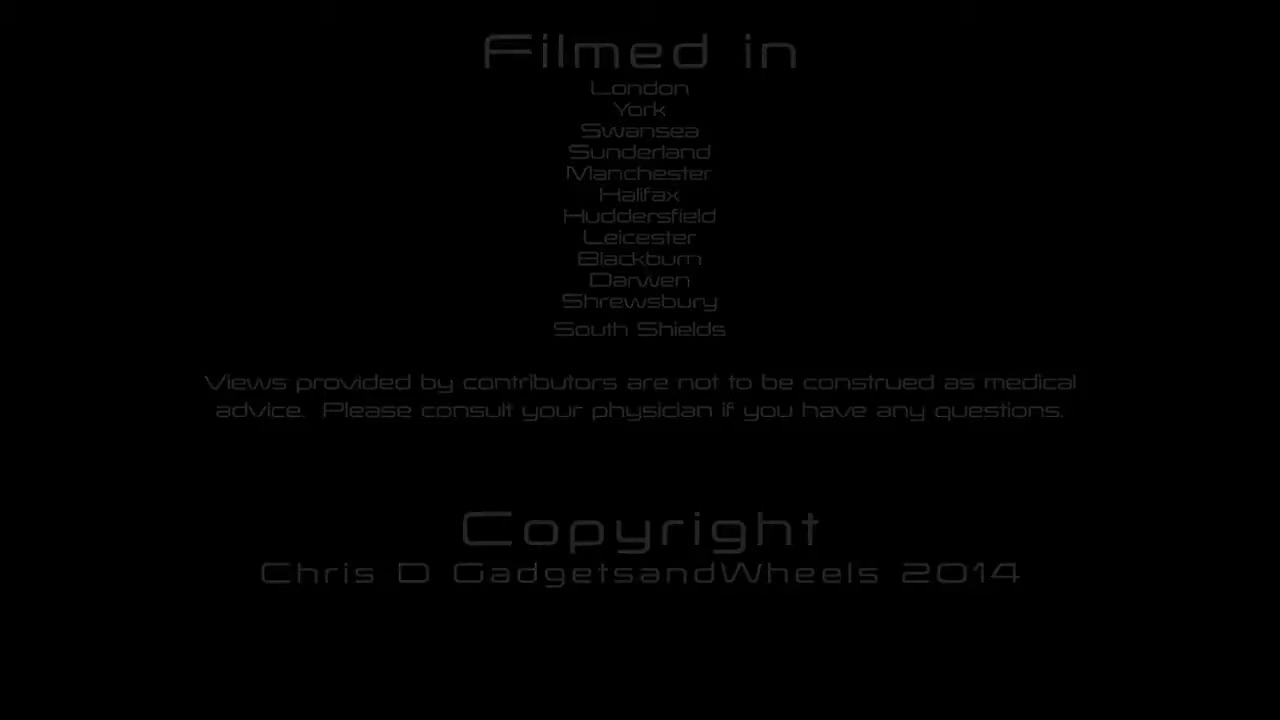 Filmed in
London
York
Swansea
Sunderland
Manchester
Halifax
Huddersfield
Leicester
Blackburn
Darwen
Shrewsbury
South Shields
Views provided by contributors are not to be construed as medical
advice. Please consult your physician if you have any questions.
Copyright
Chris D GadgetsandWheels 2014